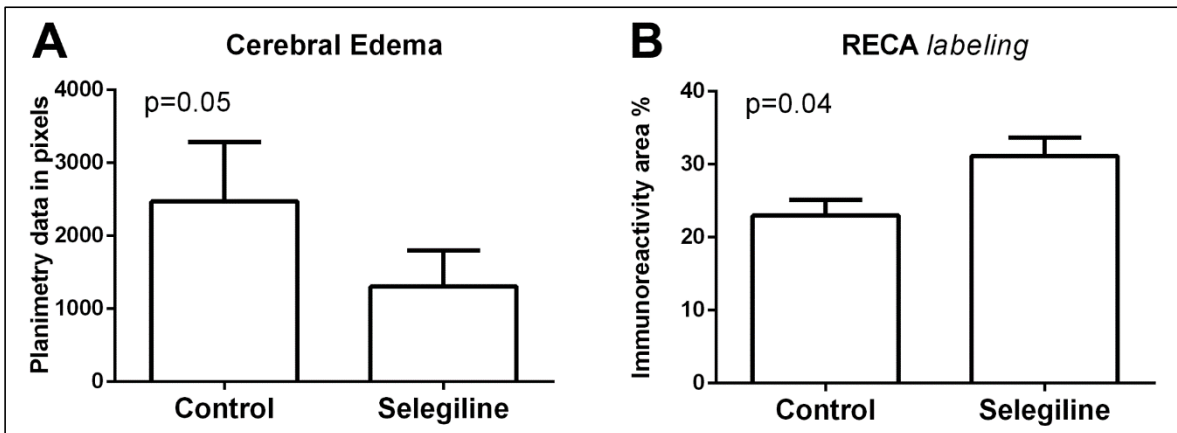 A
Cerebral Edema
Planimetry data in pixels
4000
3000
2000
1000
0
p=0.05
Control
Selegiline
B
RECA labeling
Immunoreactivity area %
40
30
20
10
0
p=0.04
Control
Selegiline